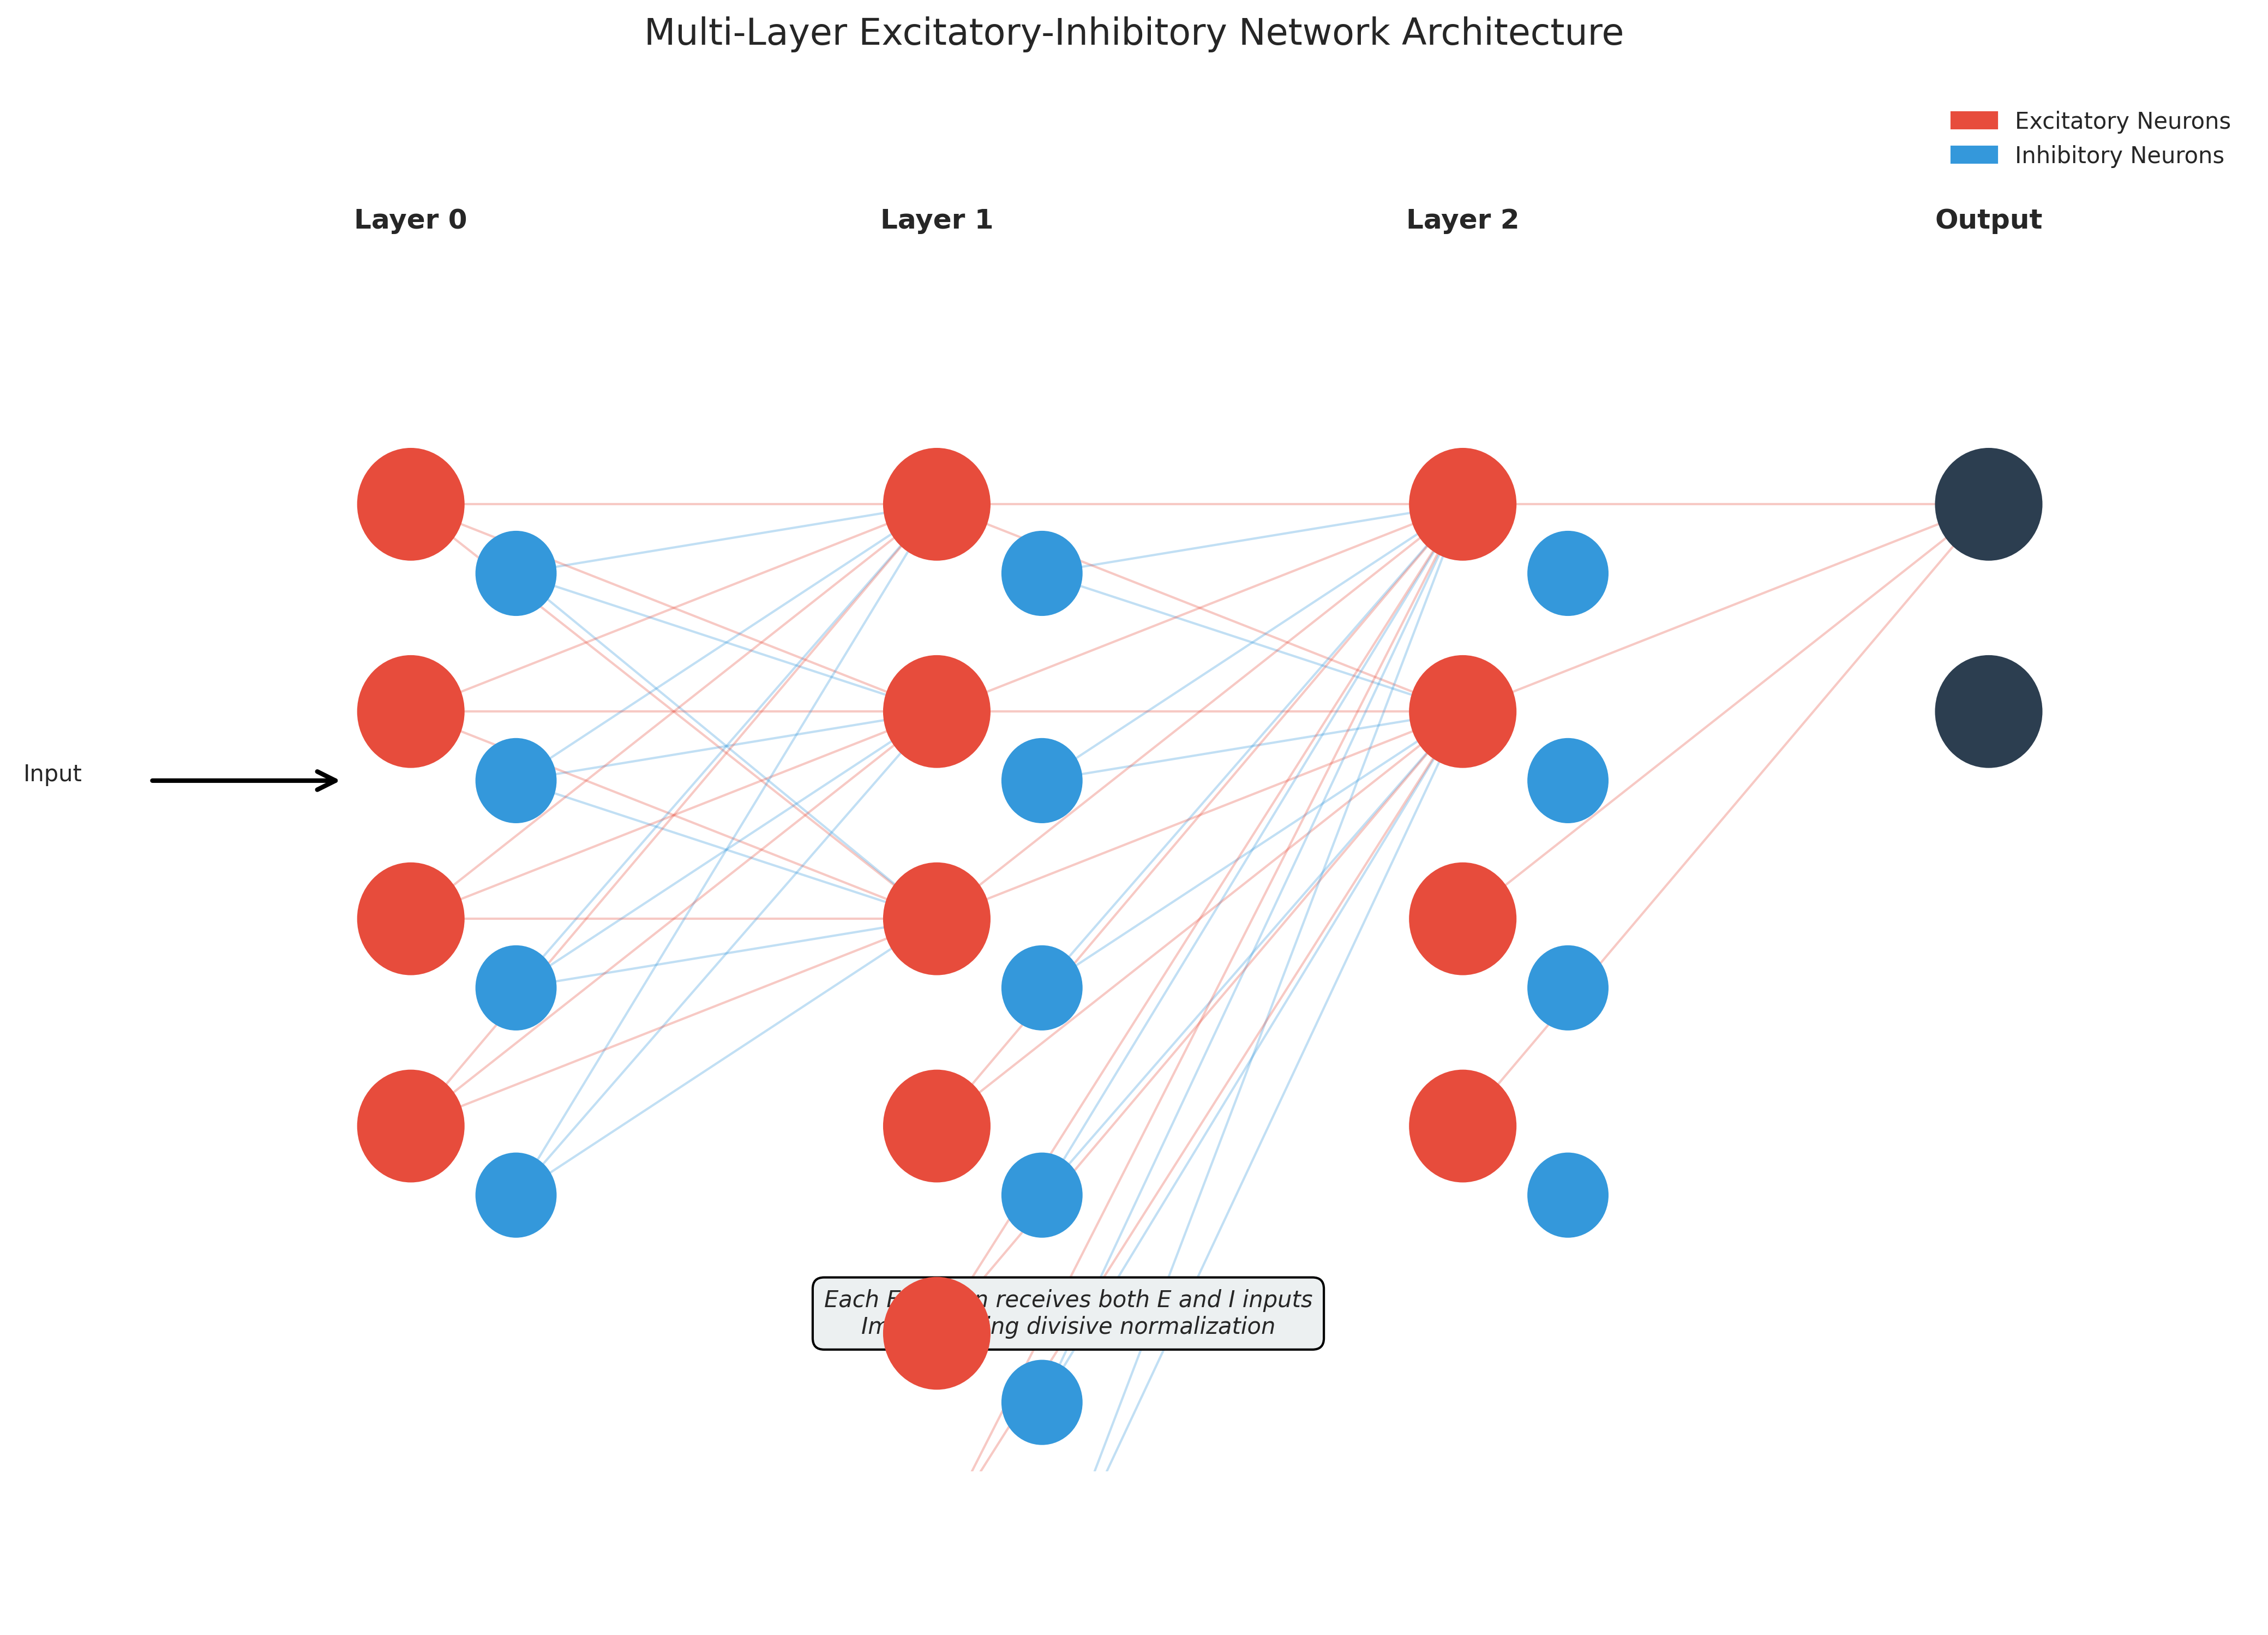 Multi-Layer Excitatory-Inhibitory Network Architecture
Excitatory Neurons
Inhibitory Neurons
Layer 0
Layer 1
Layer 2
Output
Input
Each E receives both E and I inputs
divisive normalization